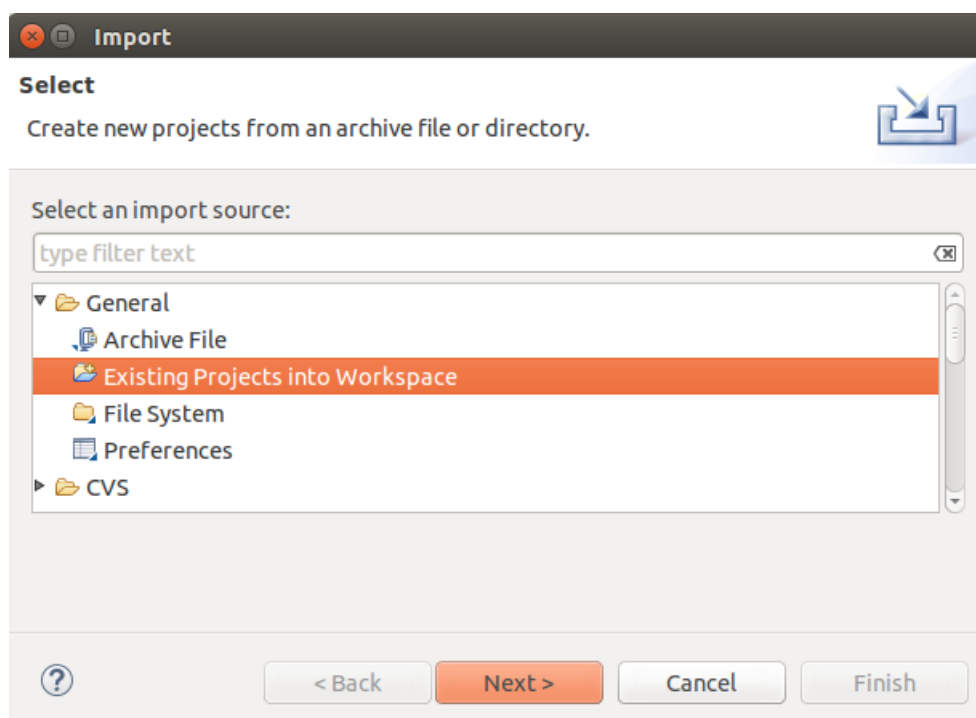 Import
Select
Create new projects from an archive file or directory.
Select an import source:
type filter text
General
Archive File
Existing Projects into Workspace
File System
Preferences
CVS
? < Back Next > Cancel Finish